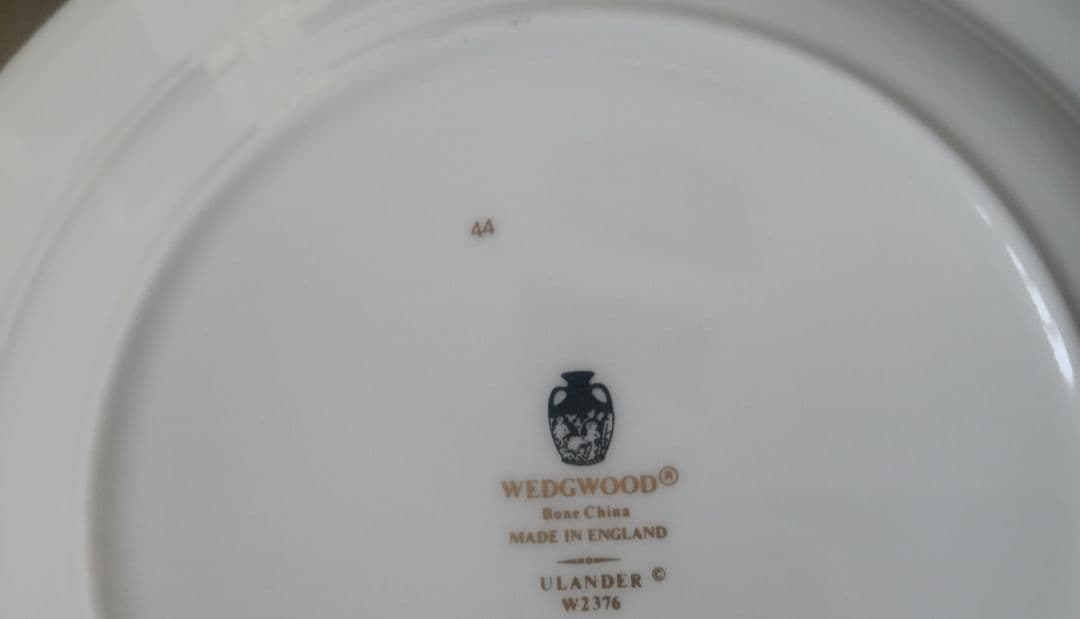 44
WEDGWOOD®
Bone China
MADE IN ENGLAND
ULANDER ©
W2376